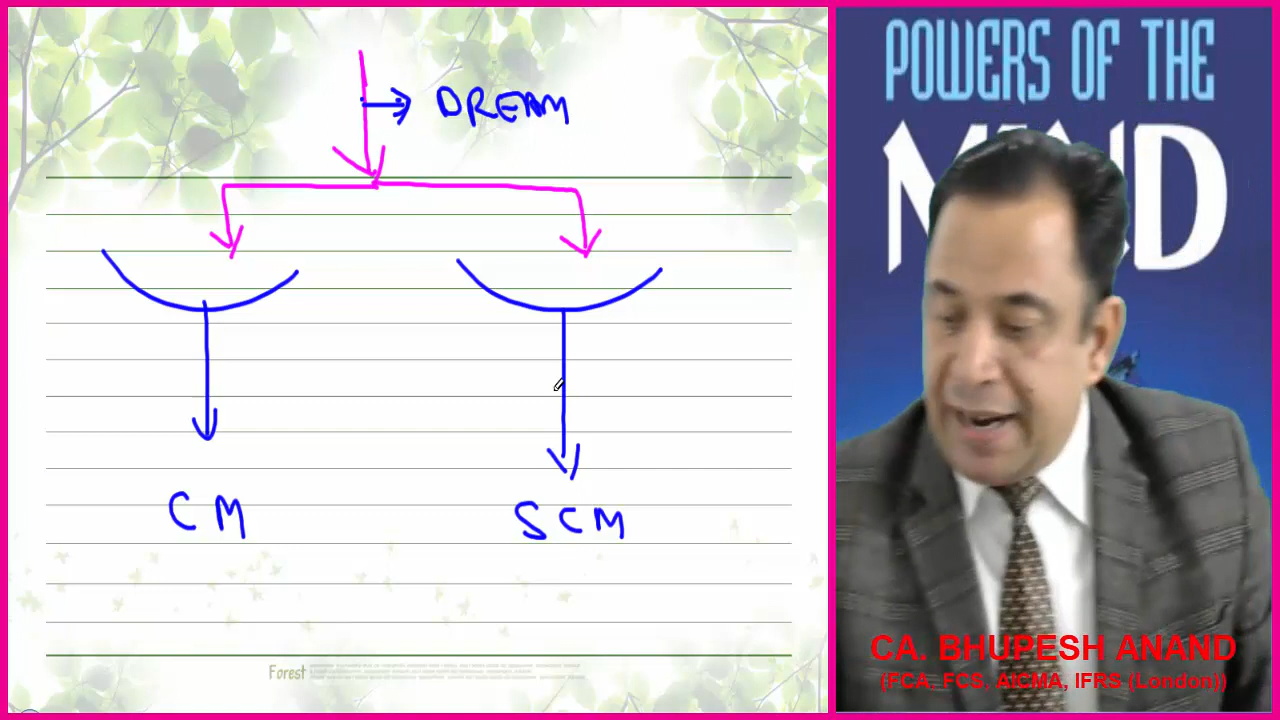 DREAM
CM
SCM
Forest
POWERS OF THE
MIND
CA. BHUPESH ANAND
(FCA, FCS, AICMA, IFRS (London))